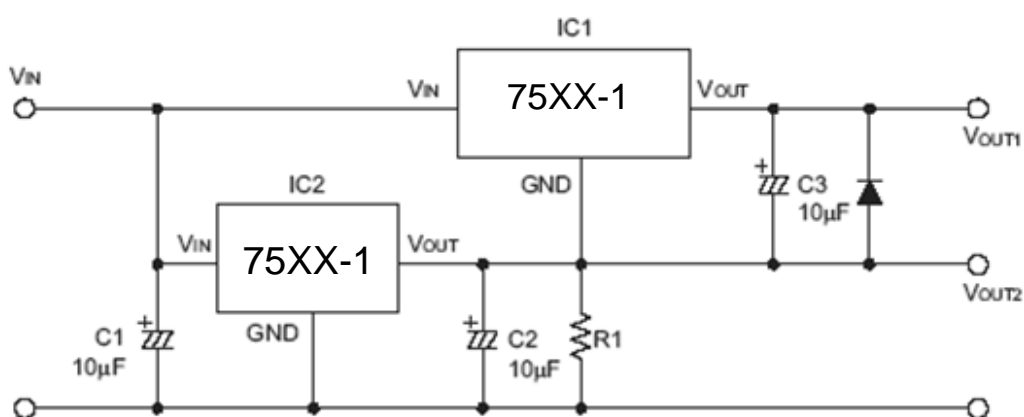 IC1
VIN
VIN
75XX-1
VOUT
VOUT1
GND
C3
10μF
IC2
VIN
75XX-1
VOUT
VOUT2
GND
C1
10μF
C2
10μF
R1